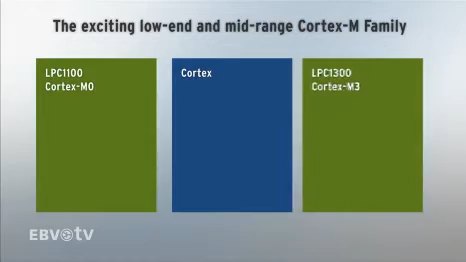 The exciting low-end and mid-range Cortex-M Family
LPC1100
Cortex-M0
Cortex
LPC1300
Cortex-M3
EBVTV